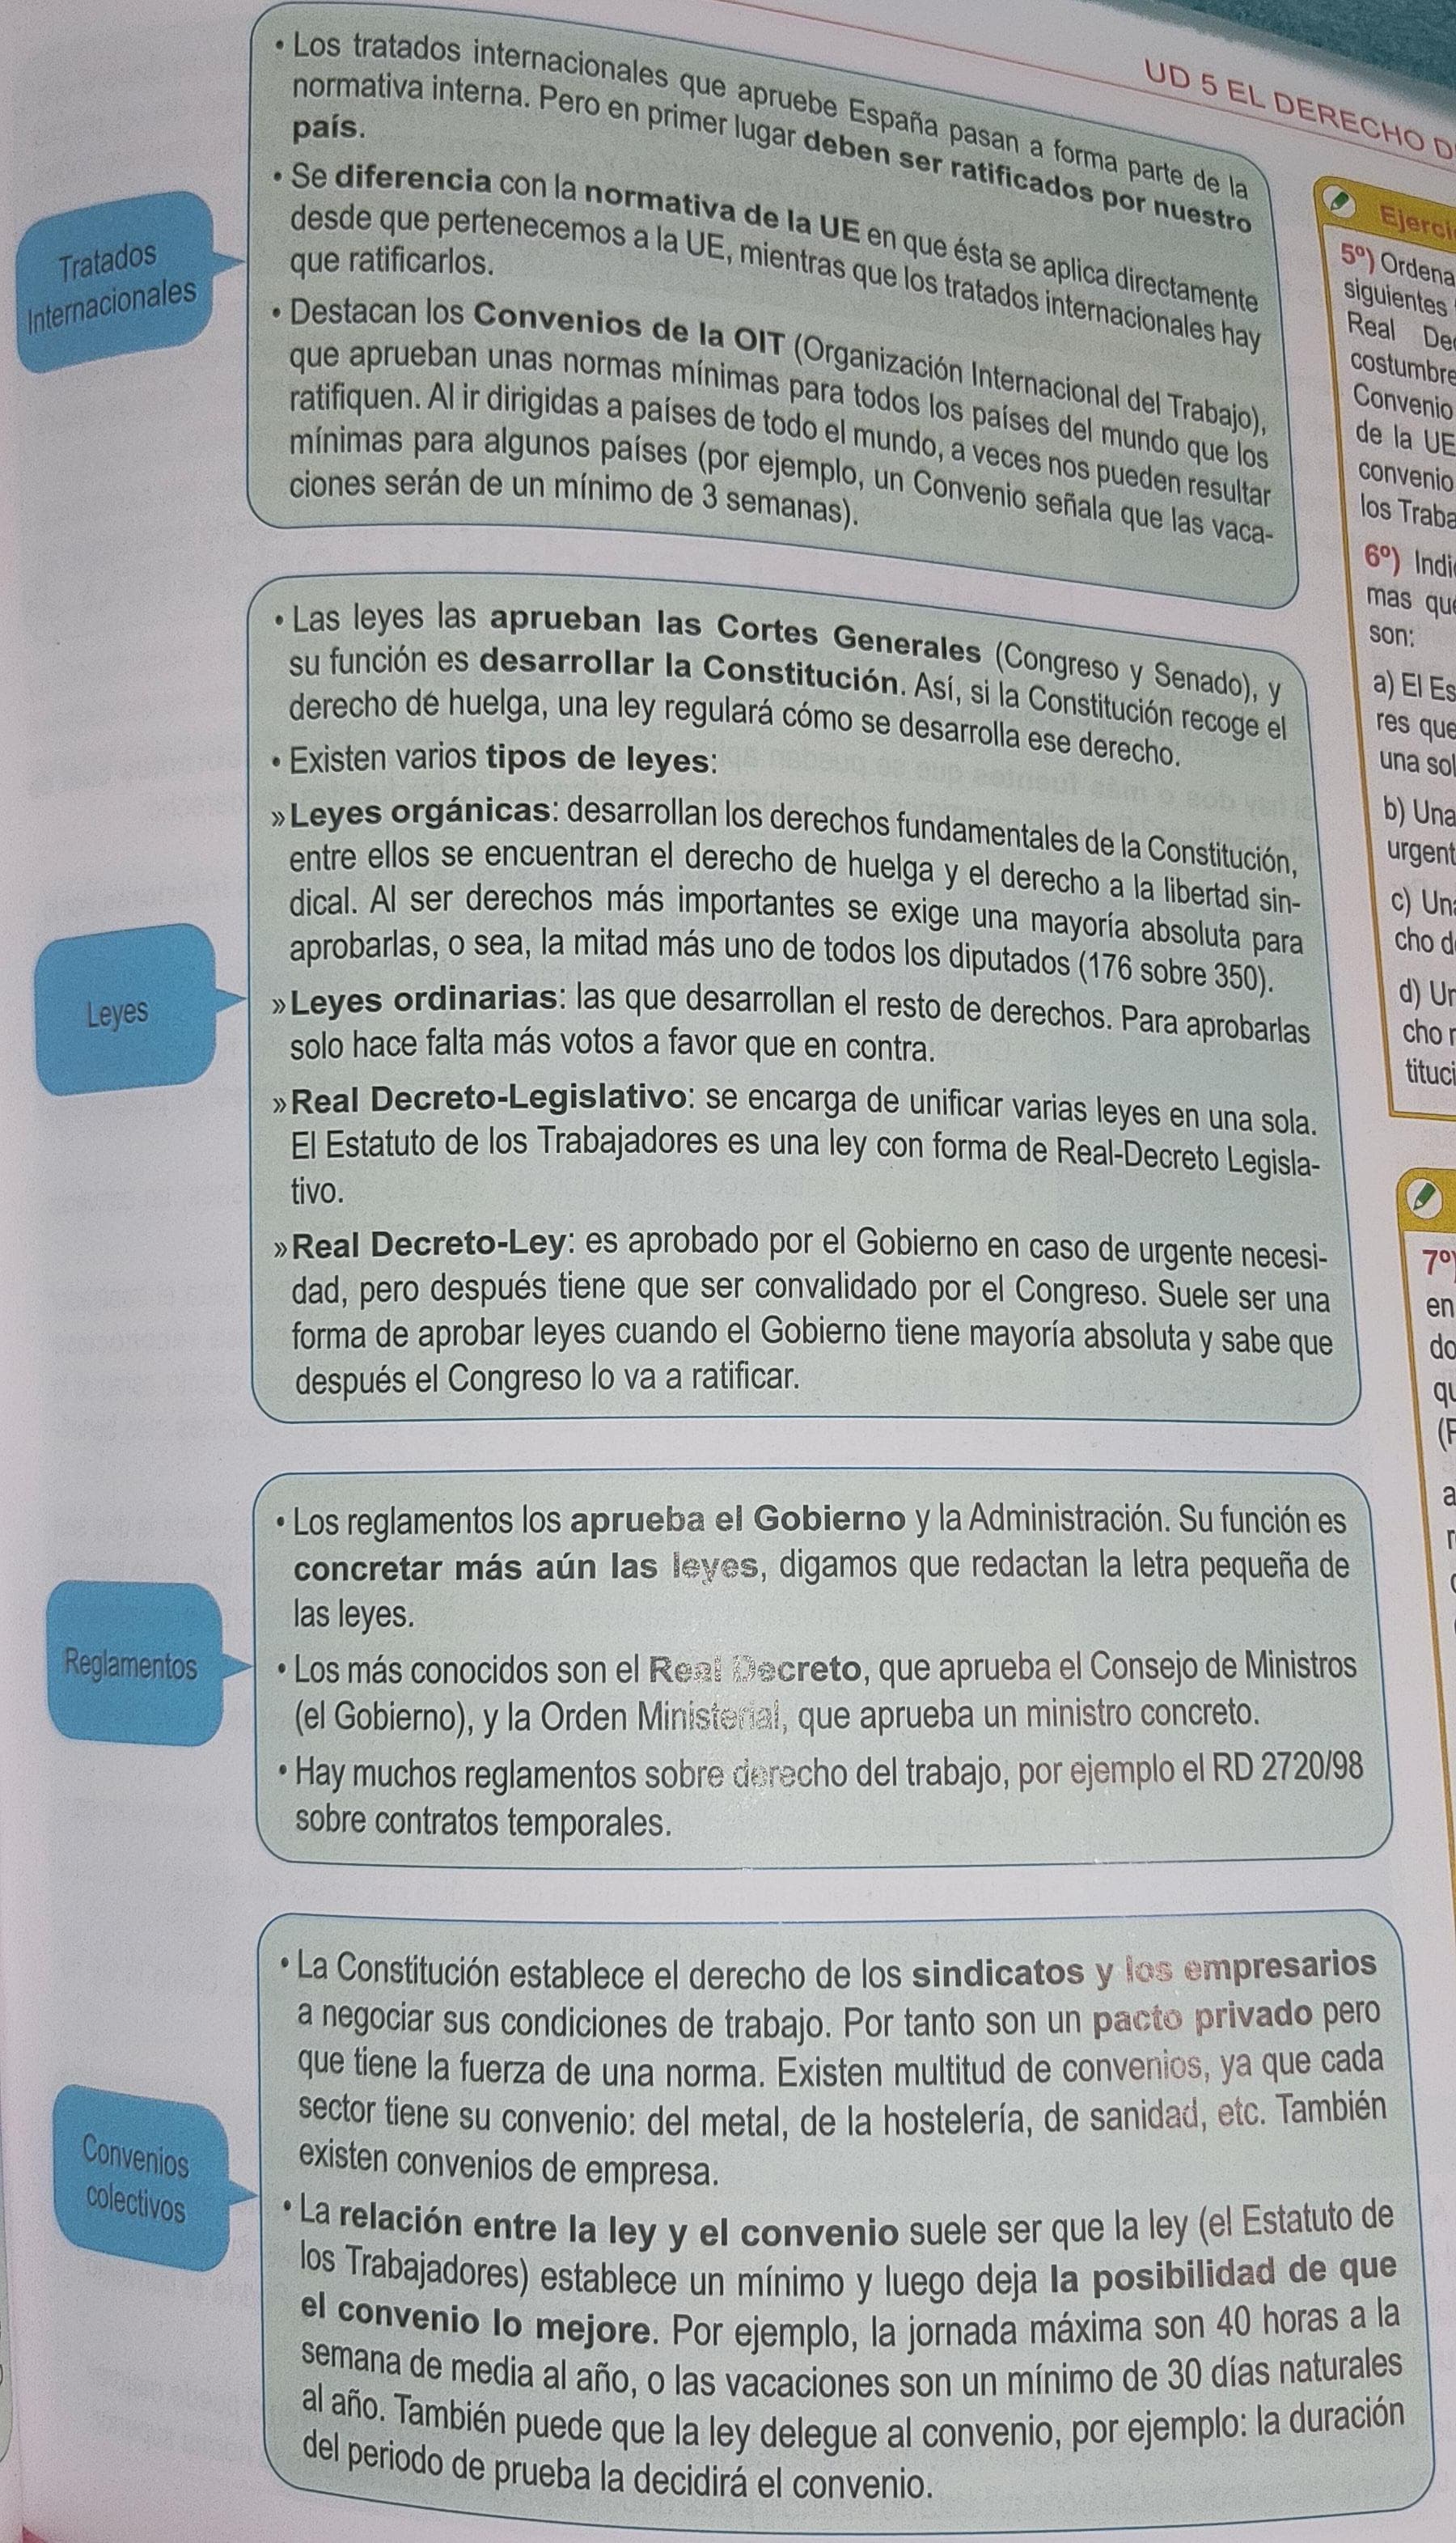 UD 5 EL DERECHO
Tratados
Internacionales
• Los tratados internacionales que apruebe España pasan a forma parte de la
normativa interna. Pero en primer lugar deben ser ratificados por nuestro
país.
• Se diferencia con la normativa de la UE en que ésta se aplica directamente
desde que pertenecemos a la UE, mientras que los tratados internacionales hay
que ratificarlos.
• Destacan los Convenios de la OIT (Organización Internacional del Trabajo),
que aprueban unas normas mínimas para todos los países del mundo que los
ratifiquen. Al ir dirigidas a países de todo el mundo, a veces nos pueden resultar
mínimas para algunos países (por ejemplo, un Convenio señala que las vaca-
ciones serán de un mínimo de 3 semanas).
Leyes
• Las leyes las aprueban las Cortes Generales (Congreso y Senado), y
su función es desarrollar la Constitución. Así, si la Constitución recoge el
derecho de huelga, una ley regulará cómo se desarrolla ese derecho.
• Existen varios tipos de leyes:
» Leyes orgánicas: desarrollan los derechos fundamentales de la Constitución,
entre ellos se encuentran el derecho de huelga y el derecho a la libertad sin-
dical. Al ser derechos más importantes se exige una mayoría absoluta para
aprobarlas, o sea, la mitad más uno de todos los diputados (176 sobre 350).
» Leyes ordinarias: las que desarrollan el resto de derechos. Para aprobarlas
solo hace falta más votos a favor que en contra.
» Real Decreto-Legislativo: se encarga de unificar varias leyes en una sola.
El Estatuto de los Trabajadores es una ley con forma de Real-Decreto Legisla-
tivo.
» Real Decreto-Ley: es aprobado por el Gobierno en caso de urgente necesi-
dad, pero después tiene que ser convalidado por el Congreso. Suele ser una
forma de aprobar leyes cuando el Gobierno tiene mayoría absoluta y sabe que
después el Congreso lo va a ratificar.
Reglamentos
• Los reglamentos los aprueba el Gobierno y la Administración. Su función es
concretar más aún las leyes, digamos que redactan la letra pequeña de
las leyes.
• Los más conocidos son el Real Decreto, que aprueba el Consejo de Ministros
(el Gobierno), y la Orden Ministerial, que aprueba un ministro concreto.
• Hay muchos reglamentos sobre derecho del trabajo, por ejemplo el RD 2720/98
sobre contratos temporales.
Convenios
colectivos
• La Constitución establece el derecho de los sindicatos y los empresarios
a negociar sus condiciones de trabajo. Por tanto son un pacto privado pero
que tiene la fuerza de una norma. Existen multitud de convenios, ya que cada
sector tiene su convenio: del metal, de la hostelería, de sanidad, etc. También
existen convenios de empresa.
• La relación entre la ley y el convenio suele ser que la ley (el Estatuto de
los Trabajadores) establece un mínimo y luego deja la posibilidad de que
el convenio lo mejore. Por ejemplo, la jornada máxima son 40 horas a la
semana de media al año, o las vacaciones son un mínimo de 30 días naturales
al año. También puede que la ley delegue al convenio, por ejemplo: la duración
del periodo de prueba la decidirá el convenio.
5º) Ordena
siguientes
Real
costumbre
Convenio
de la UE
convenio
los
6º)
mas
son:
a) El
res que
una
b) Una
c)
cho
d)
cho
7º)
en